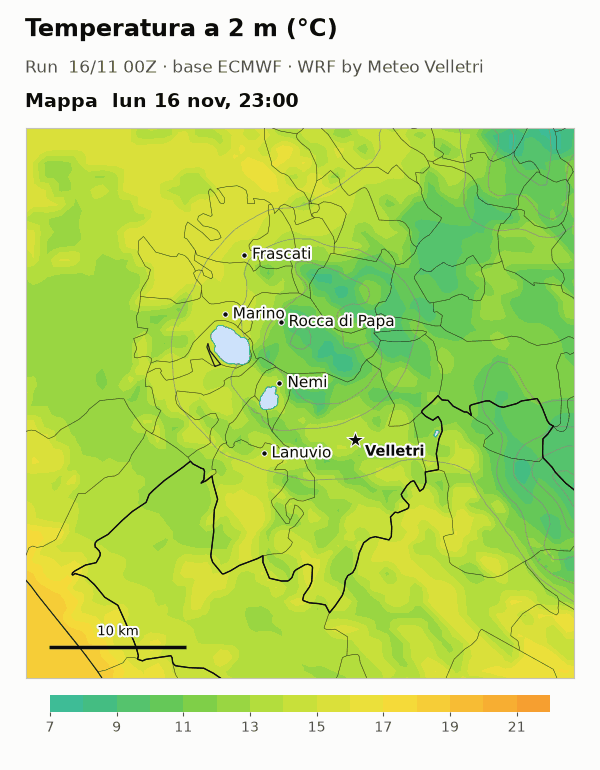 Temperatura a 2 m (°C)
Run  16/11 00Z · base ECMWF · WRF by Meteo Velletri
Mappa  lun 16 nov, 23:00
Frascati
Marino
Rocca di Papa
Nemi
Velletri
Lanuvio
10 km
7 9 11 13 15 17 19 21